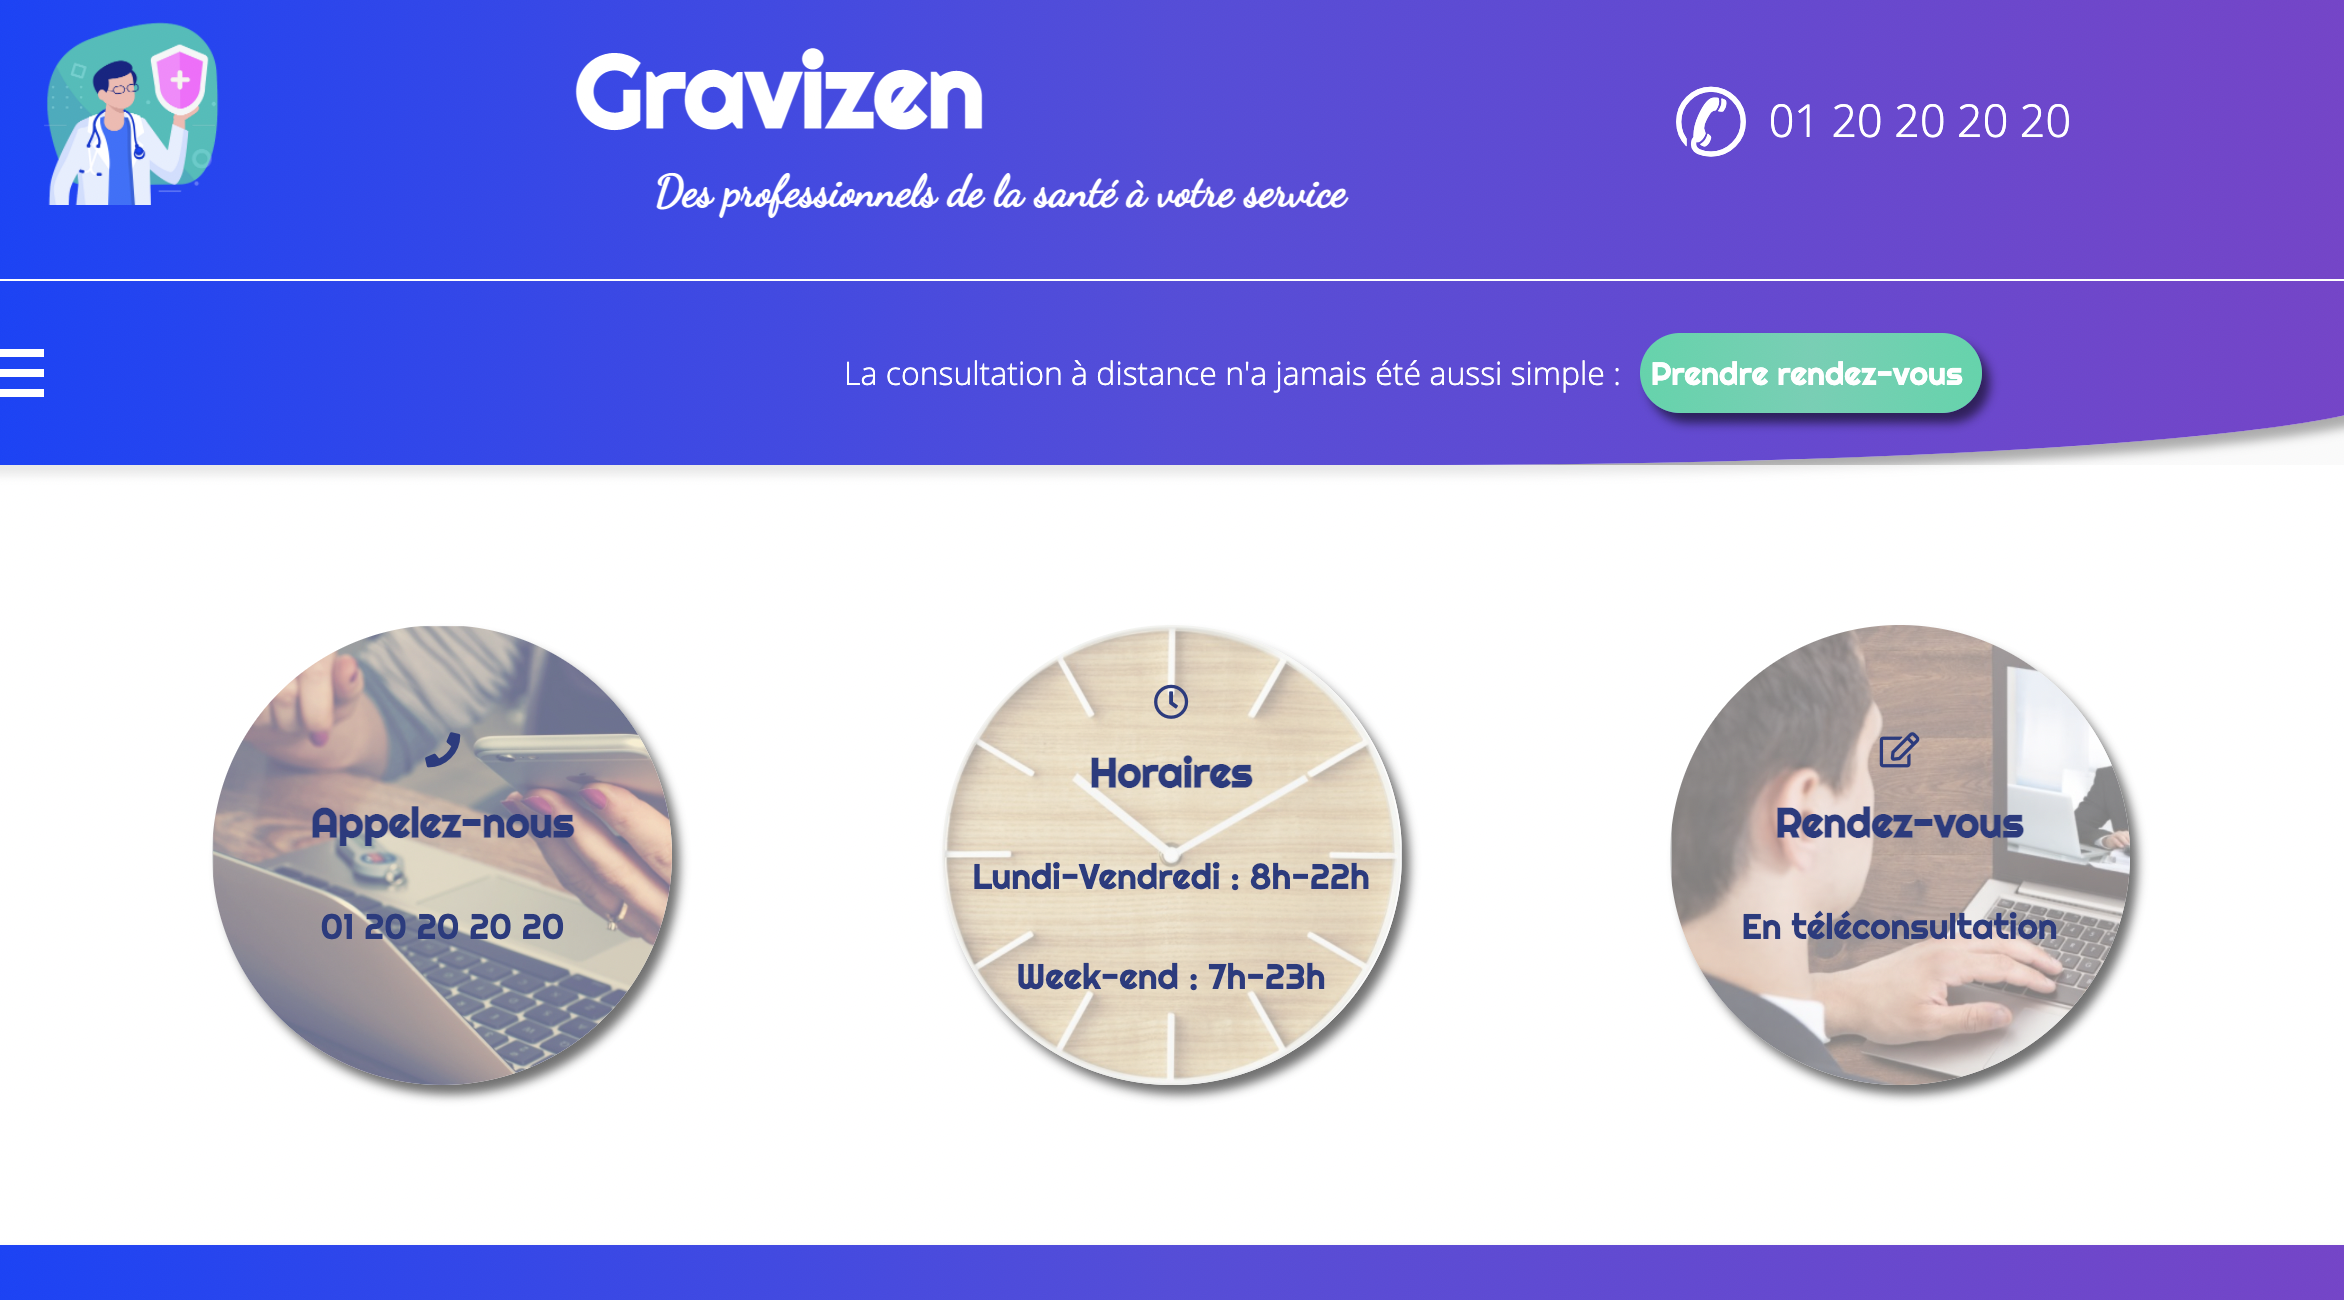 Gravizen
Des professionnels de la santé à votre service
01 20 20 20 20
La consultation à distance n'a jamais été aussi simple :
Prendre rendez-vous
Appelez-nous
01 20 20 20 20
Horaires
Lundi-Vendredi : 8h-22h
Week-end : 7h-23h
Rendez-vous
En téléconsultation